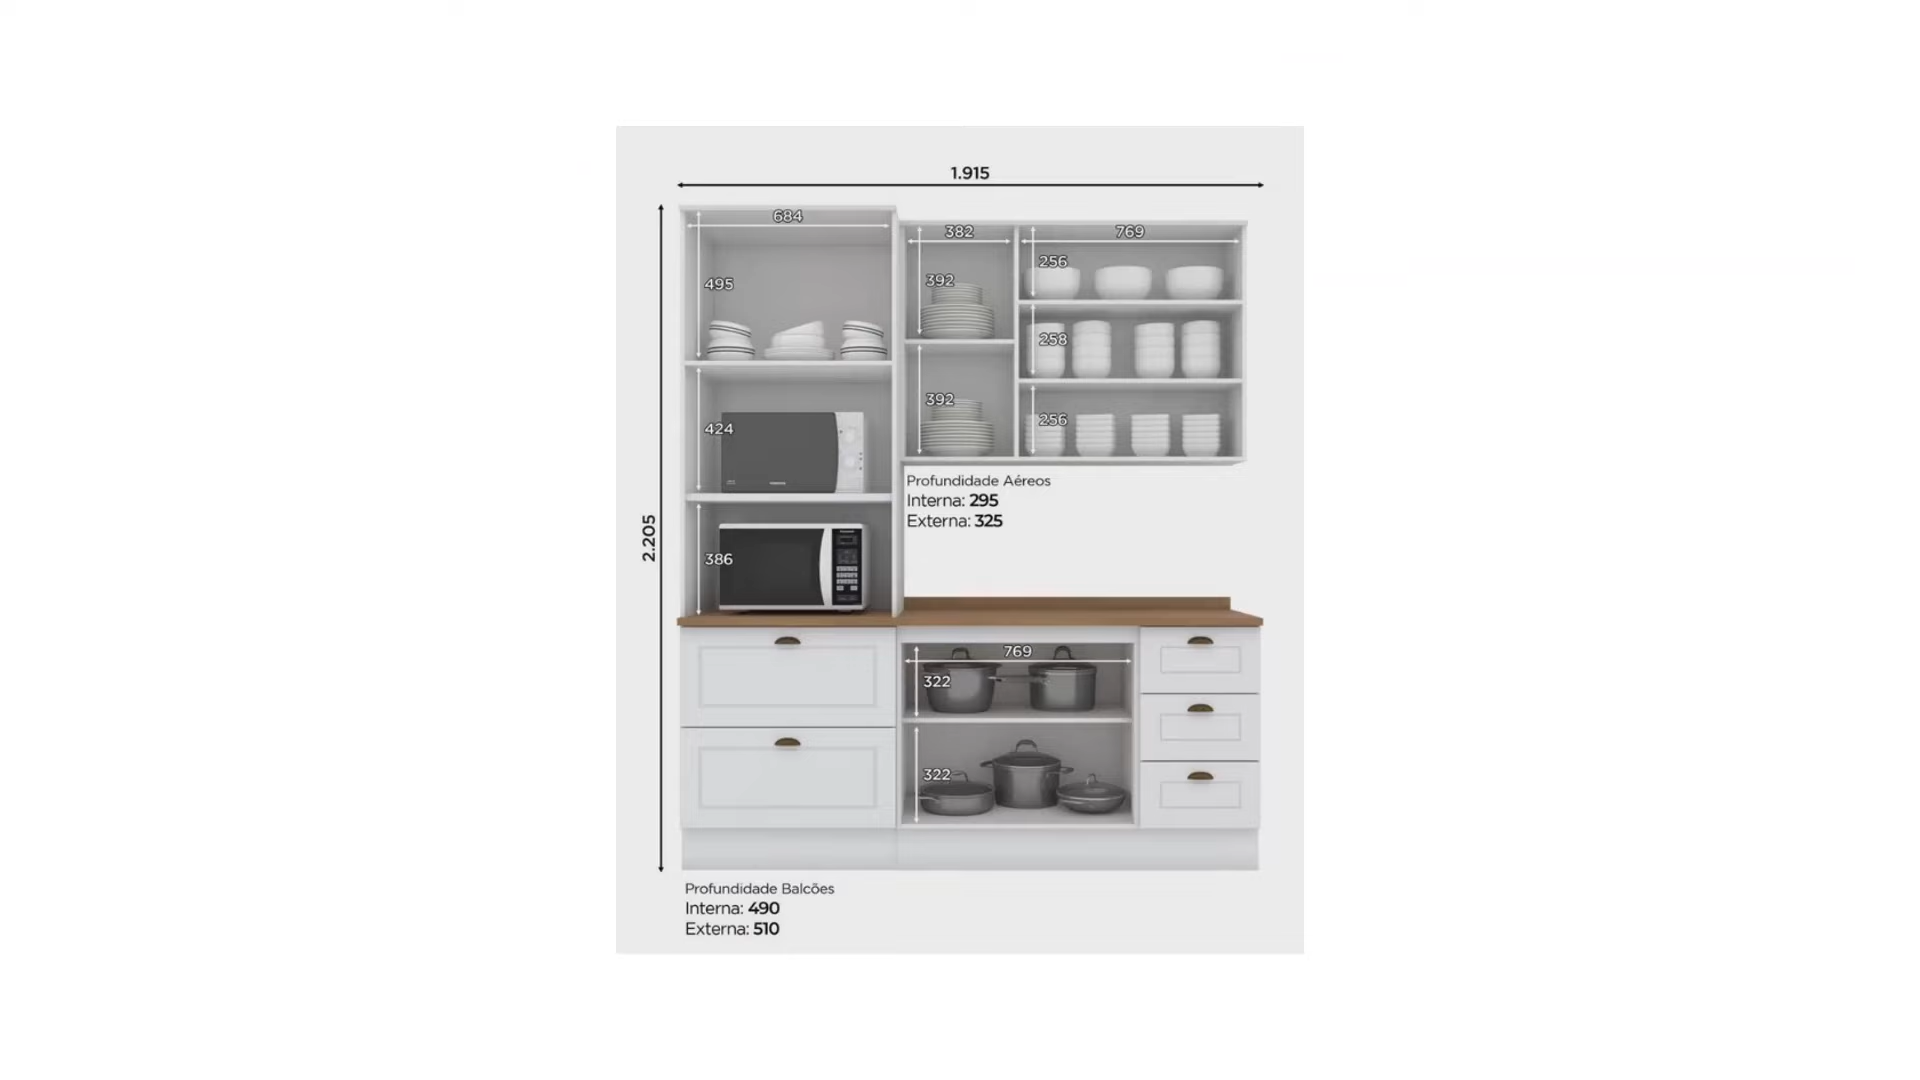 1.915
684
382
769
256
392
495
258
392
256
424
Profundidade Aéreos
Interna: 295
Externa: 325
2.205
386
769
322
322
Profundidade Balcões
Interna: 490
Externa: 510